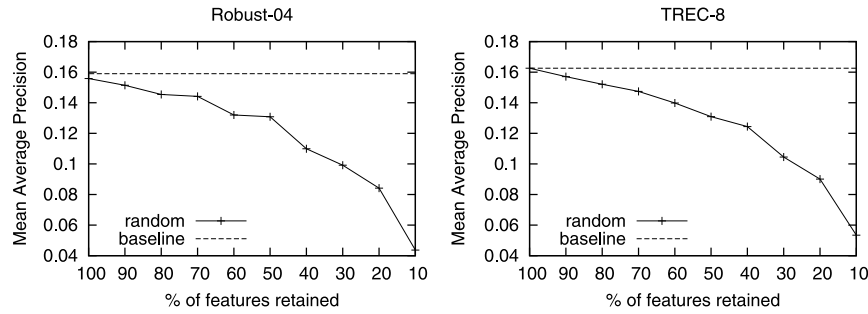 Robust-04
Mean Average Precision
0.18
0.16
0.14
0.12
0.1
0.08
0.06
0.04
random
baseline
100 90 80 70 60 50 40 30 20 10
% of features retained
TREC-8
Mean Average Precision
0.18
0.16
0.14
0.12
0.1
0.08
0.06
0.04
random
baseline
100 90 80 70 60 50 40 30 20 10
% of features retained